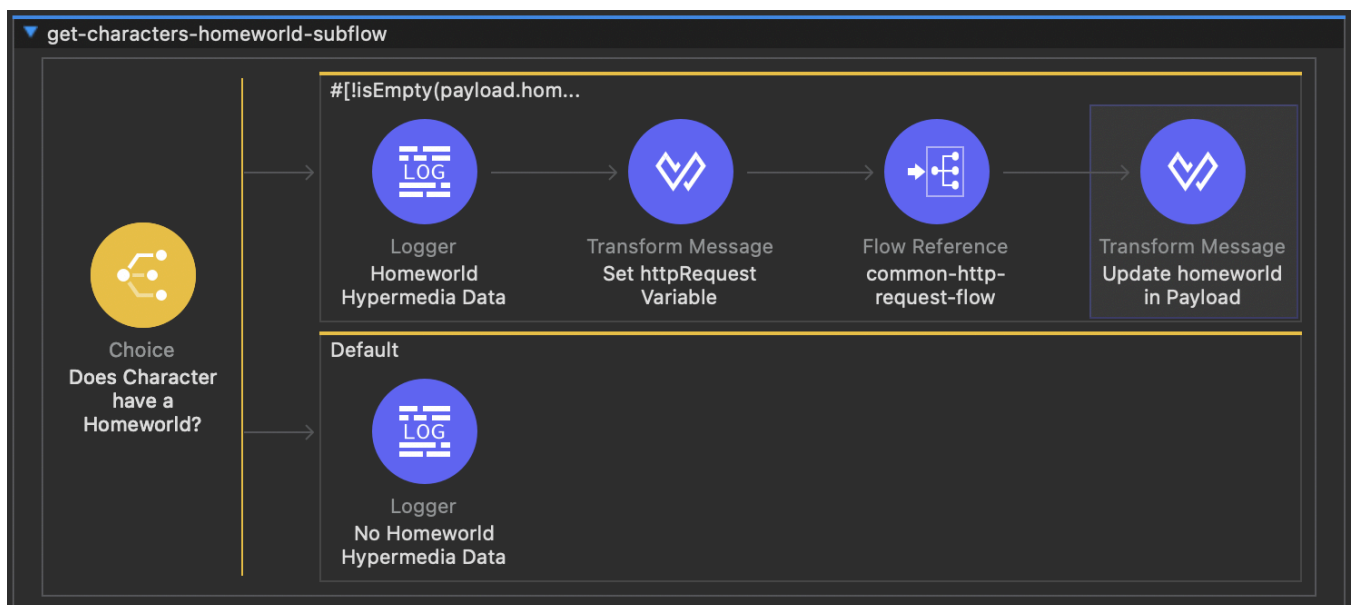 get-characters-homeworld-subflow
#[!isEmpty(payload.hom...
LOG
Logger
Homeworld
Hypermedia Data
Transform Message
Set httpRequest
Variable
Flow Reference
common-http-
request-flow
Transform Message
Update homeworld
in Payload
Choice
Does Character
have a
Homeworld?
Default
LOG
Logger
No Homeworld
Hypermedia Data